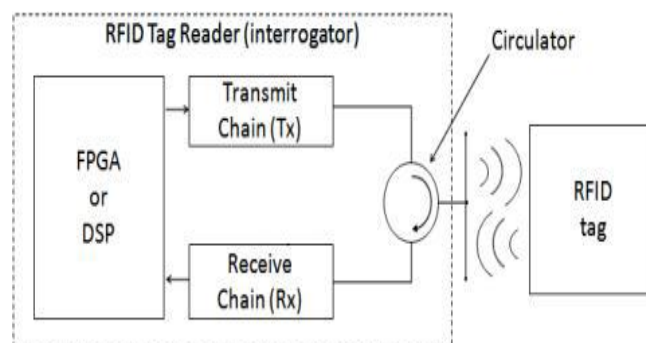 RFID Tag Reader (interrogator)
Circulator
Transmit
Chain (Tx)
FPGA
or
DSP
RFID
tag
Receive
Chain (Rx)